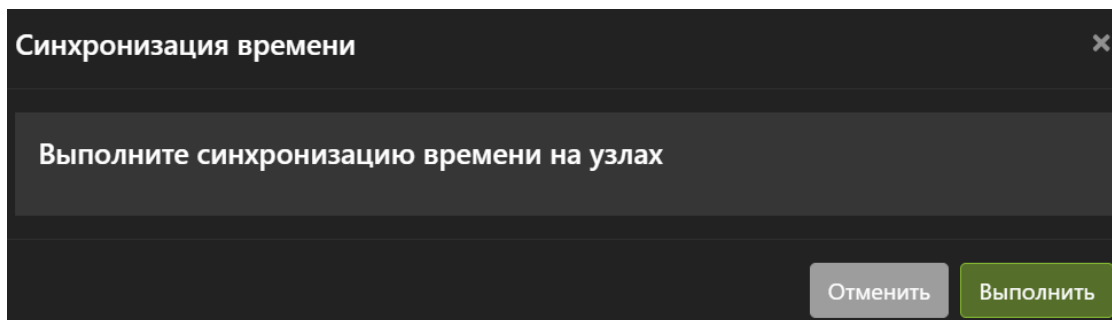 Синхронизация времени
Выполните синхронизацию времени на узлах
Отменить Выполнить